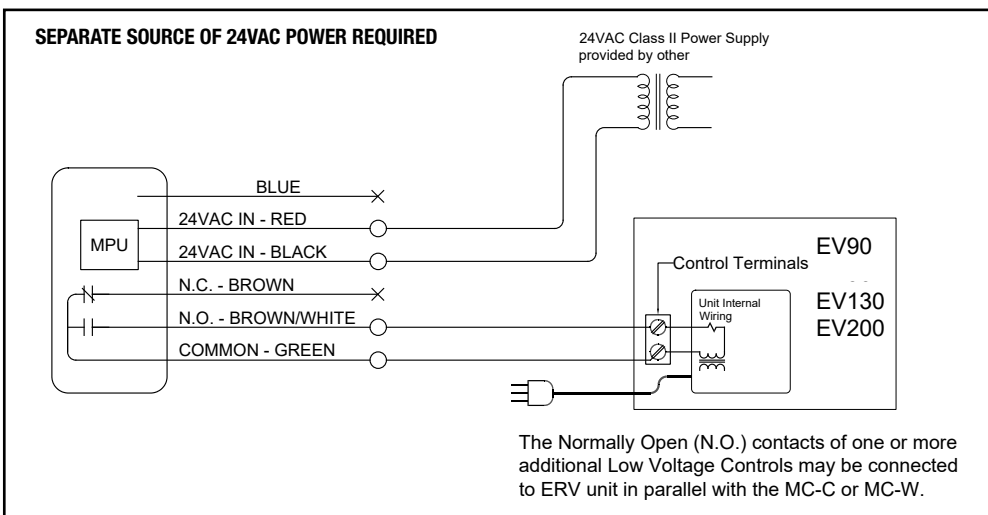 SEPARATE SOURCE OF 24VAC POWER REQUIRED
24VAC Class II Power Supply
provided by other
BLUE
24VAC IN - RED
MPU
24VAC IN - BLACK
N.C. - BROWN
N.O. - BROWN/WHITE
COMMON - GREEN
EV90
Control Terminals
EV130
EV200
Unit Internal
Wiring
The Normally Open (N.O.) contacts of one or more
additional Low Voltage Controls may be connected
to ERV unit in parallel with the MC-C or MC-W.